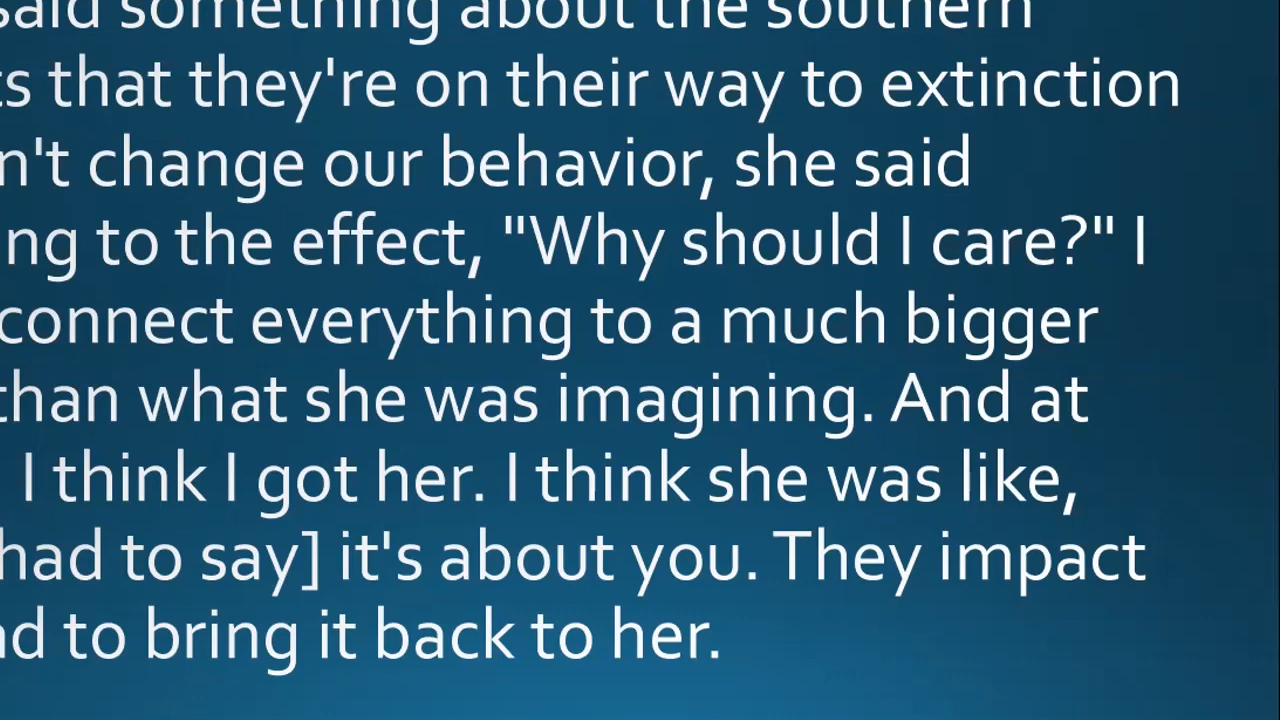 said something about the southern
that they're on their way to extinction
change our behavior, she said
to the effect, "Why should I care?" I
connect everything to a much bigger
than what she was imagining. And at
I think I got her. I think she was like,
had to say] it's about you. They impact
to bring it back to her.